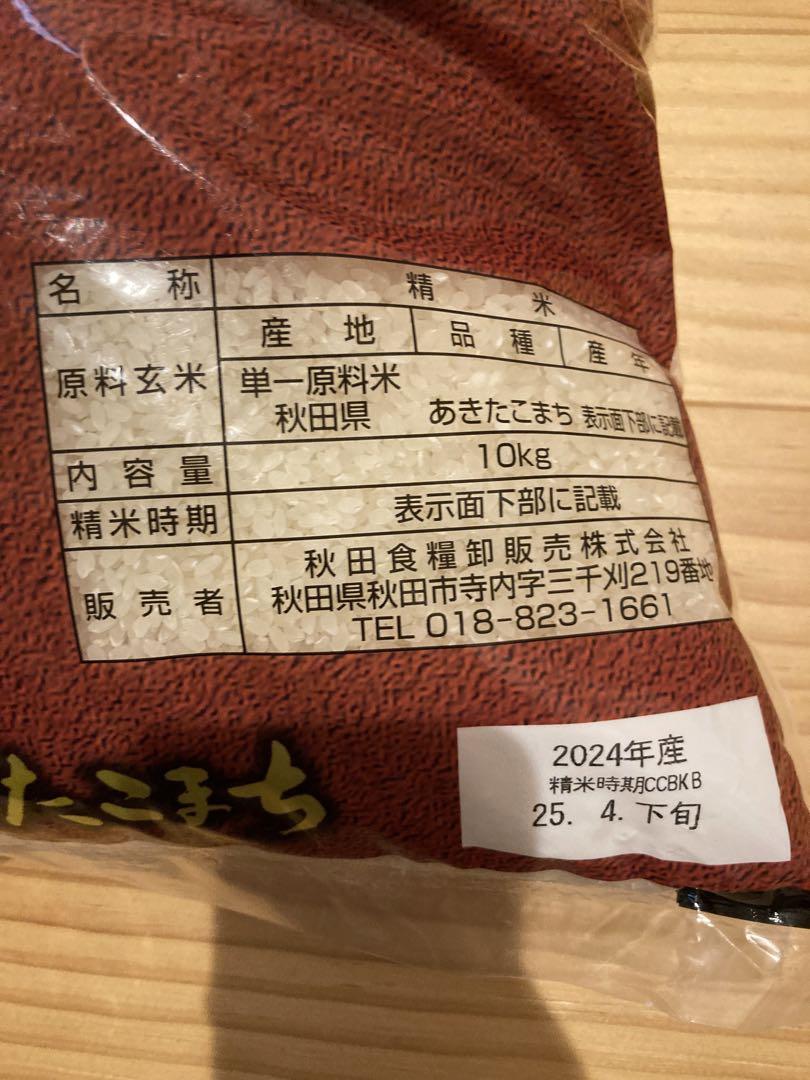 名称 精米
原料玄米 産地 品種 産年
単一原料米
秋田県 あきたこまち 表示面下部に記載
内容量 10kg
精米時期 表示面下部に記載
販売者 秋田食糧卸販売株式会社
秋田県秋田市寺内字三千刈219番地
TEL 018-823-1661
たこまち
2024年産
精米時期CCBKB
25. 4. 下旬